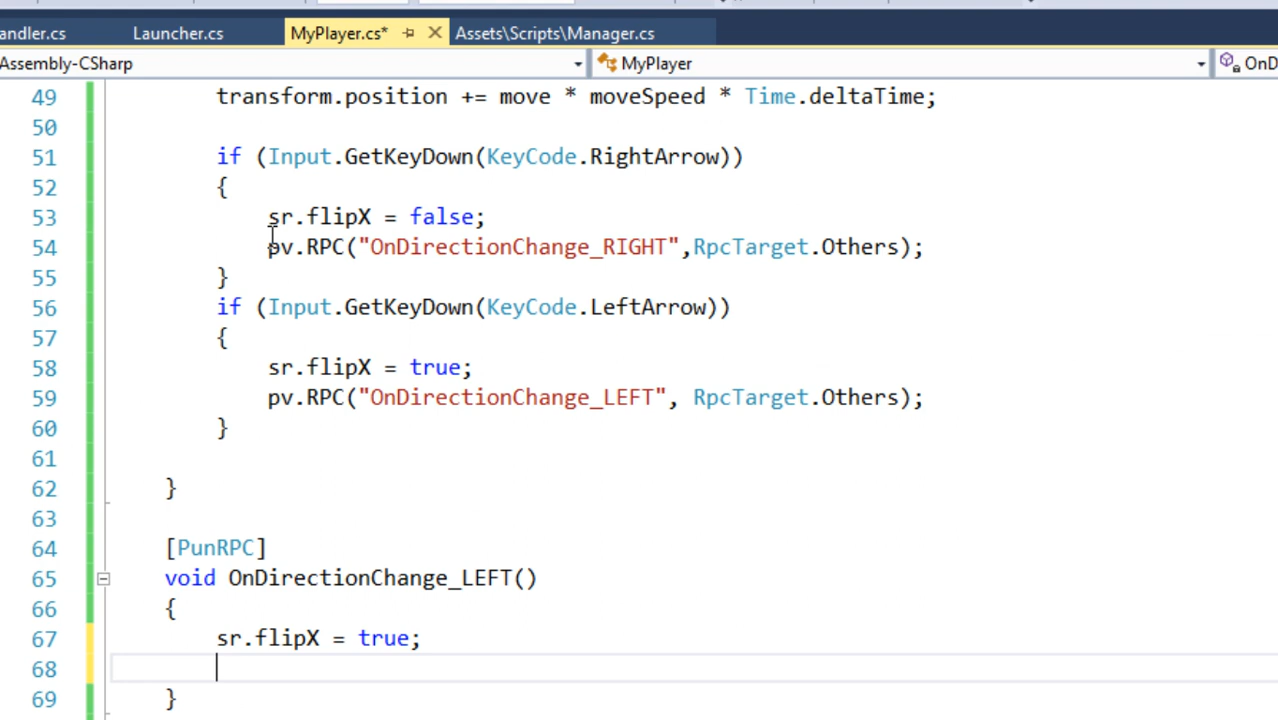 andler.cs Launcher.cs MyPlayer.cs* Assets\Scripts\Manager.cs
Assembly-CSharp MyPlayer OnD
49 transform.position += move * moveSpeed * Time.deltaTime;
50
51 if (Input.GetKeyDown(KeyCode.RightArrow))
52 {
53 sr.flipX = false;
54 pv.RPC("OnDirectionChange_RIGHT",RpcTarget.Others);
55 }
56 if (Input.GetKeyDown(KeyCode.LeftArrow))
57 {
58 sr.flipX = true;
59 pv.RPC("OnDirectionChange_LEFT", RpcTarget.Others);
60 }
61
62 }
63
64 [PunRPC]
65 void OnDirectionChange_LEFT()
66 {
67 sr.flipX = true;
68
69 }